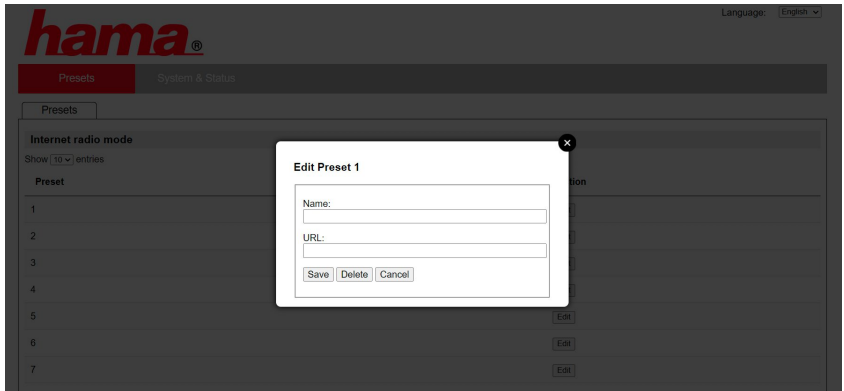 Language: English
hama®
Presets System & Status
Presets
Internet radio mode
Show 10 entries
Preset
Edit Preset 1
Name:
URL:
Save Delete Cancel
1
2
3
4
5 Edit
6 Edit
7 Edit